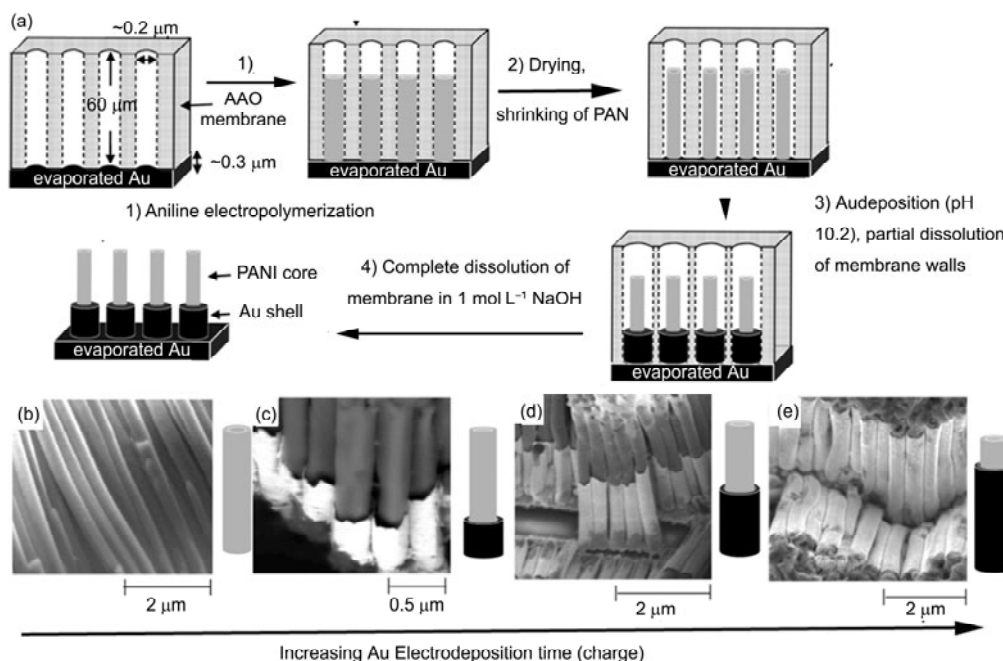 (a)
~0.2 μm
60 μm
AAO
membrane
~0.3 μm
evaporated Au
1)
evaporated Au
2) Drying,
shrinking of PAN
evaporated Au
1) Aniline electropolymerization
3) Audeposition (pH
10.2), partial dissolution
of membrane walls
PANI core
Au shell
evaporated Au
4) Complete dissolution of
membrane in 1 mol L⁻¹ NaOH
evaporated Au
(b)
(c)
(d)
(e)
2 μm
0.5 μm
2 μm
2 μm
Increasing Au Electrodeposition time (charge)